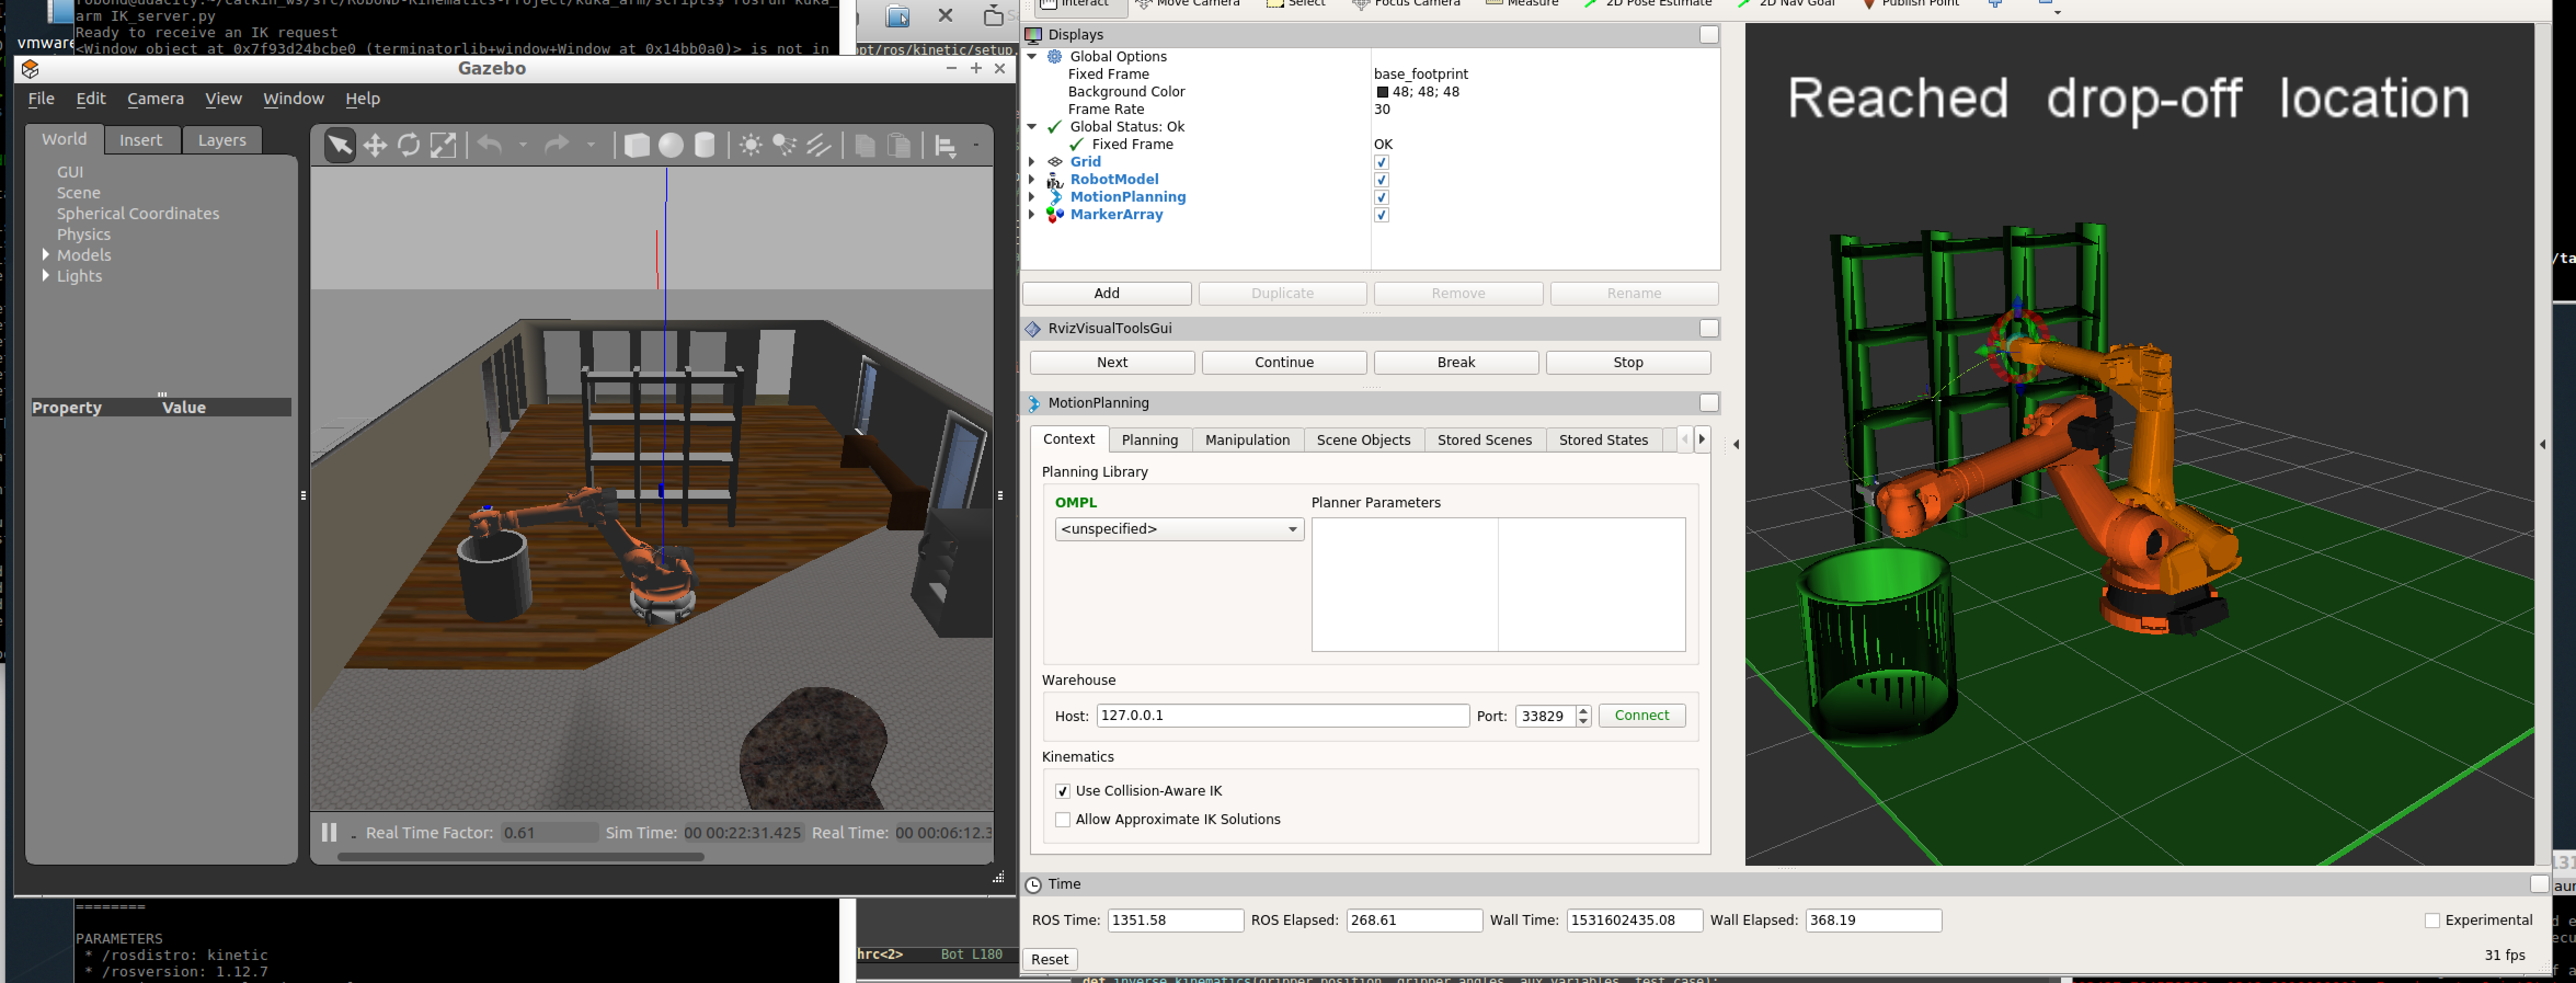 arm IK_server.py
Ready to receive an IK request
<Window object at 0x7f93d24bcbe0 (terminatorlib+window+Window at 0x14bb0a0)> is not in
vmware
pt/ros/kinetic/setup.
Gazebo
File Edit Camera View Window Help
World Insert Layers
GUI
Scene
Spherical Coordinates
Physics
Models
Lights
Property Value
Real Time Factor: 0.61 Sim Time: 00 00:22:31.425 Real Time: 00 00:06:12.3
========
PARAMETERS
* /rosdistro: kinetic
* /rosversion: 1.12.7
hrc<2> Bot L180
Interact Move Camera Select Focus Camera Measure 2D Pose Estimate 2D Nav Goal Publish Point
Displays
Global Options
Fixed Frame base_footprint
Background Color 48; 48; 48
Frame Rate 30
Global Status: Ok
Fixed Frame OK
Grid
RobotModel
MotionPlanning
MarkerArray
Add Duplicate Remove Rename
RvizVisualToolsGui
Next Continue Break Stop
MotionPlanning
Context Planning Manipulation Scene Objects Stored Scenes Stored States
Planning Library
OMPL
Planner Parameters
<unspecified>
Warehouse
Host: 127.0.0.1 Port: 33829 Connect
Kinematics
Use Collision-Aware IK
Allow Approximate IK Solutions
Reached drop-off location
Time
ROS Time: 1351.58 ROS Elapsed: 268.61 Wall Time: 1531602435.08 Wall Elapsed: 368.19 Experimental
Reset 31 fps
def inverse_kinematics(gripper_position, gripper_angles, aux_variables, test_case):